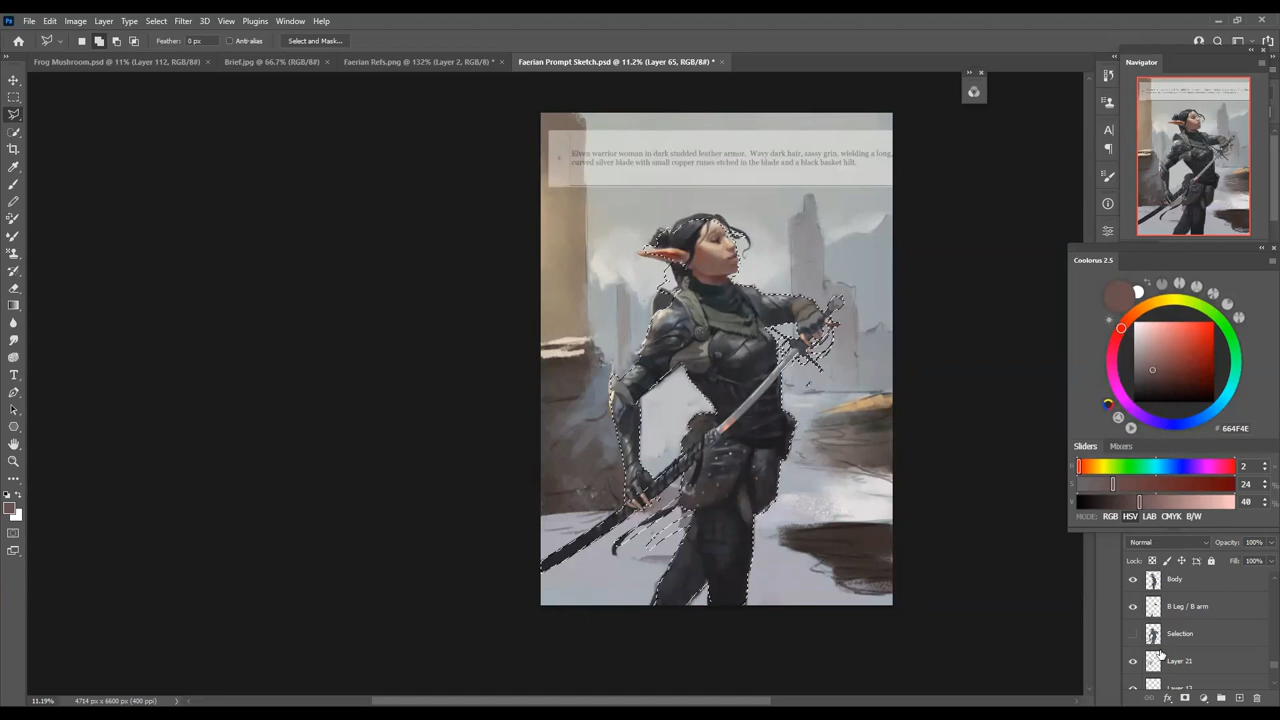 Ps File Edit Image Layer Type Select Filter 3D View Plugins Window Help
Feather: 0 px Anti-alias Select and Mask...
Frog Mushroom.psd @ 11% (Layer 112, RGB/8#) × Brief.jpg @ 66.7% (RGB/8#) × Faerian Refs.png @ 132% (Layer 2, RGB/8) * × Faerian Prompt Sketch.psd @ 11.2% (Layer 65, RGB/8#) * ×
Navigator
Elven warrior woman in dark studded leather armor. Wavy dark hair, sassy grin, wielding a long,
curved silver blade with small copper runes etched in the blade and a black basket hilt.
Coolorus 2.5
# 664F4E
Sliders Mixers
H 2
S 24 %
V 40 %
MODE: RGB HSV LAB CMYK B/W
Normal Opacity: 100%
Lock: Fill: 100%
Body
B Leg / B arm
Selection
Layer 21
Layer 13
11.19% 4714 px x 6600 px (400 ppi)